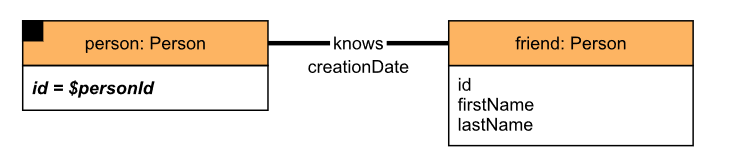 person: Person
id = $personId
knows
creationDate
friend: Person
id
firstName
lastName